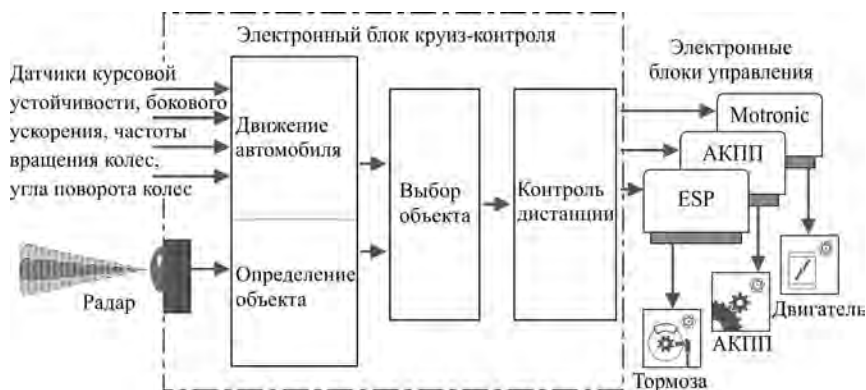 Электронный блок круиз-контроля
Датчики курсовой
устойчивости, бокового
ускорения, частоты
вращения колес,
угла поворота колес
Радар
Движение
автомобиля
Определение
объекта
Выбор
объекта
Контроль
дистанции
Электронные
блоки управления
Motronic
АКПП
ESP
Двигатель
АКПП
Тормоза